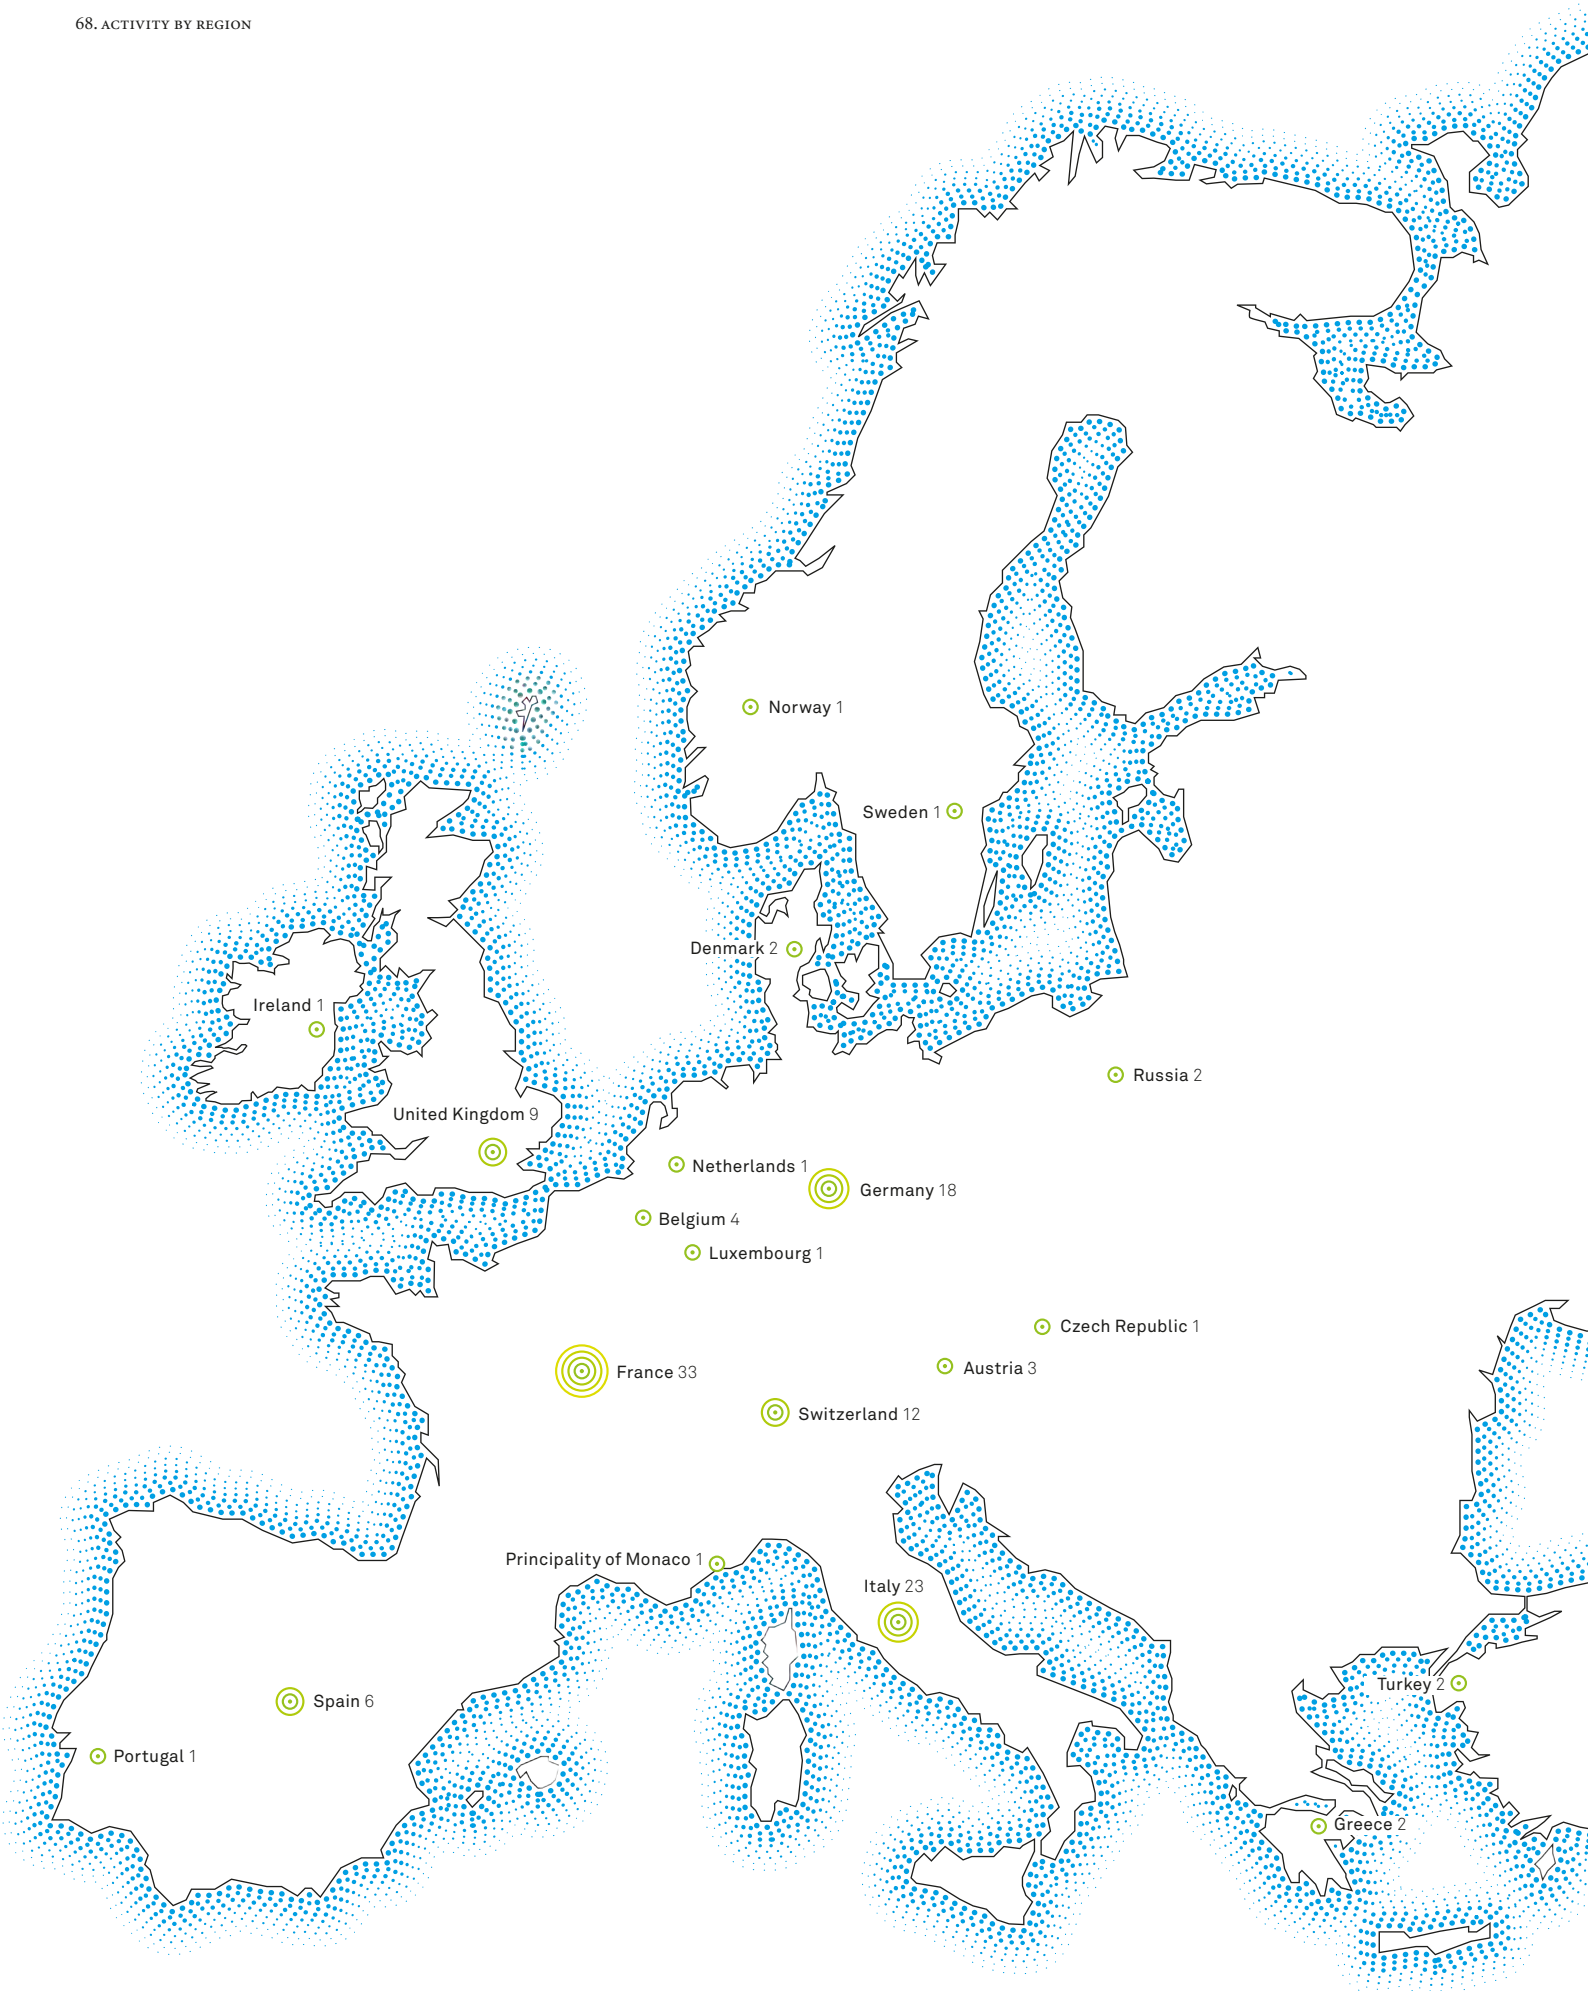 68. ACTIVITY BY REGION
Norway 1
Sweden 1
Denmark 2
Ireland 1
Russia 2
United Kingdom 9
Netherlands 1
Germany 18
Belgium 4
Luxembourg 1
Czech Republic 1
Austria 3
France 33
Switzerland 12
Principality of Monaco 1
Italy 23
Turkey 2
Spain 6
Portugal 1
Greece 2